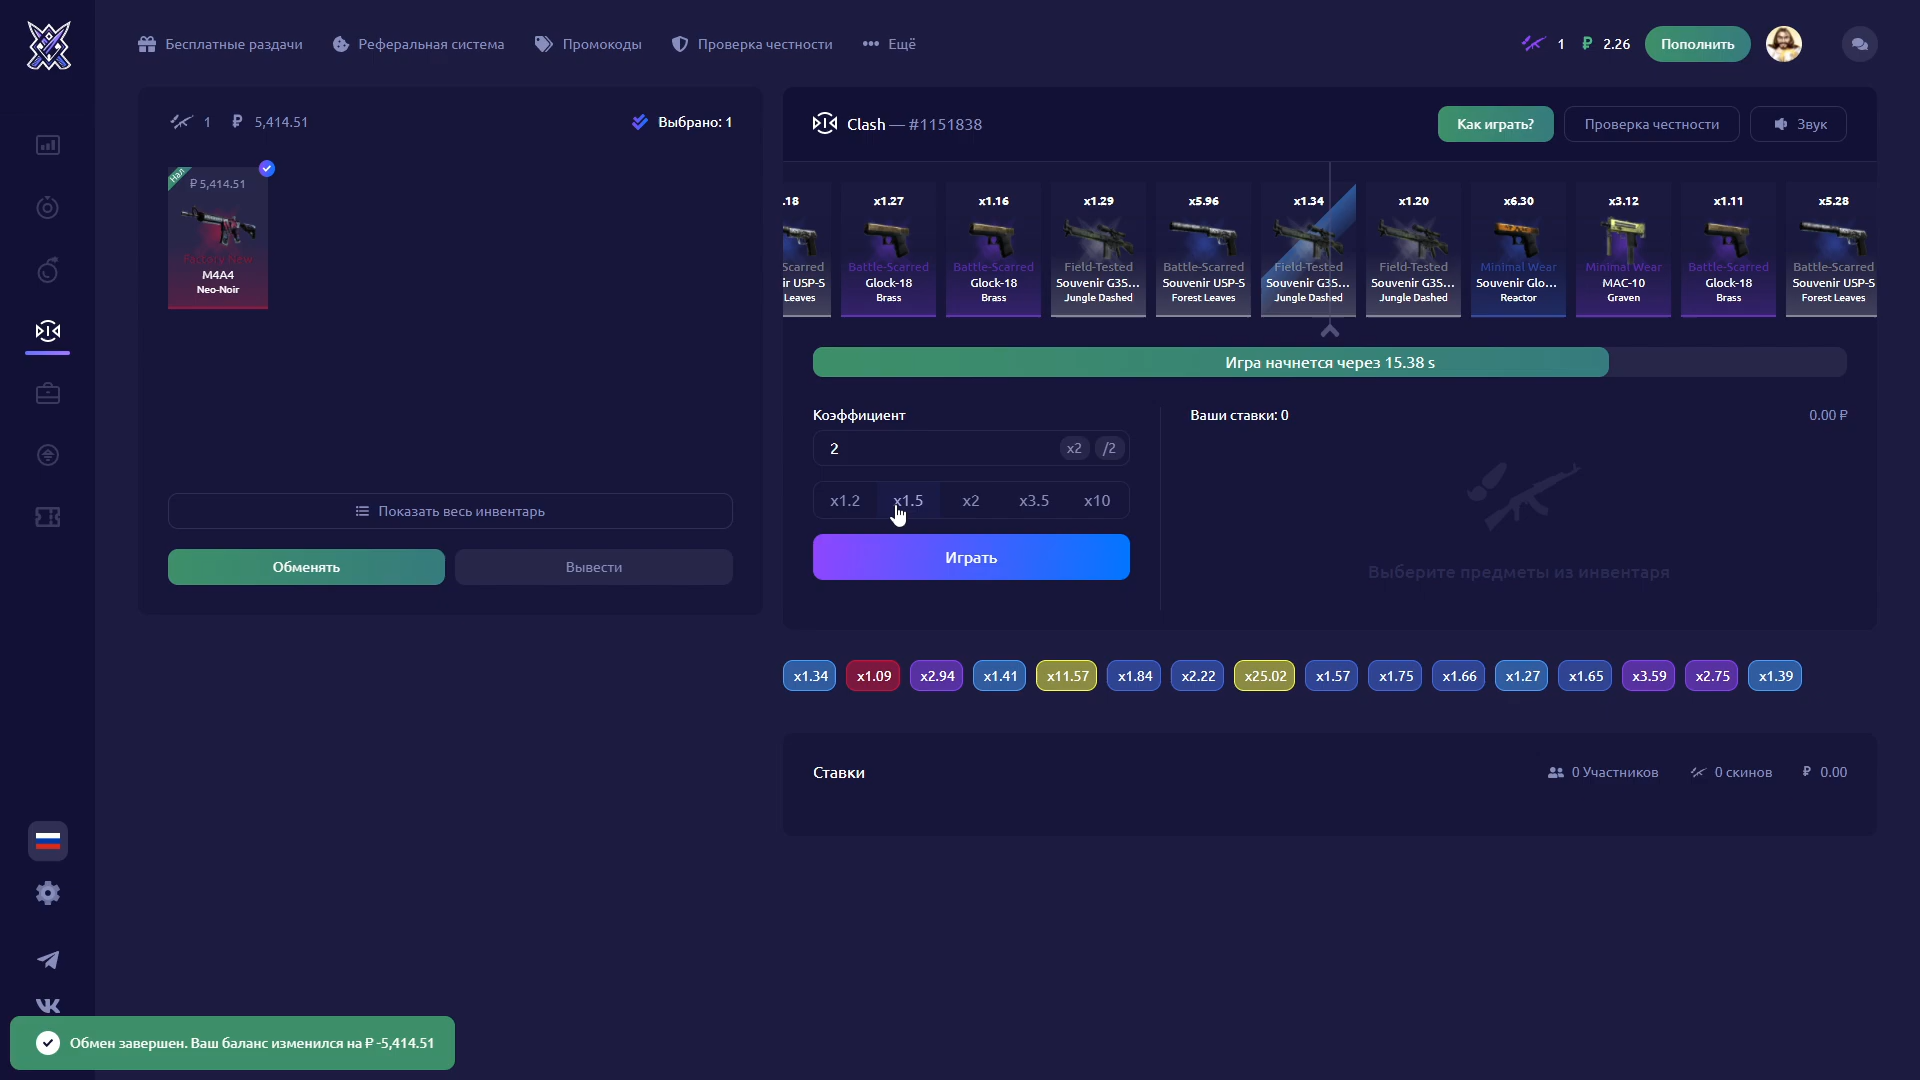 Бесплатные раздачи
Реферальная система
Промокоды
Проверка честности
Ещё
1
₽ 2.26
Пополнить
1
₽ 5,414.51
Выбрано: 1
Нал
₽ 5,414.51
Factory New
M4A4
Neo-Noir
Показать весь инвентарь
Обменять
Вывести
Clash — #1151838
Как играть?
Проверка честности
Звук
.18
Scarred
ir USP-S
Leaves
x1.27
Battle-Scarred
Glock-18
Brass
x1.16
Battle-Scarred
Glock-18
Brass
x1.29
Field-Tested
Souvenir G3S...
Jungle Dashed
x5.96
Battle-Scarred
Souvenir USP-S
Forest Leaves
x1.34
Field-Tested
Souvenir G3S...
Jungle Dashed
x1.20
Field-Tested
Souvenir G3S...
Jungle Dashed
x6.30
Minimal Wear
Souvenir Glo...
Reactor
x3.12
Minimal Wear
MAC-10
Graven
x1.11
Battle-Scarred
Glock-18
Brass
x5.28
Battle-Scarred
Souvenir USP-S
Forest Leaves
Игра начнется через 15.38 s
Коэффициент
2
x2
/2
x1.2
x1.5
x2
x3.5
x10
Играть
Ваши ставки: 0
0.00 ₽
Выберите предметы из инвентаря
x1.34
x1.09
x2.94
x1.41
x11.57
x1.84
x2.22
x25.02
x1.57
x1.75
x1.66
x1.27
x1.65
x3.59
x2.75
x1.39
Ставки
0 Участников
0 скинов
₽ 0.00
Обмен завершен. Ваш баланс изменился на ₽ -5,414.51